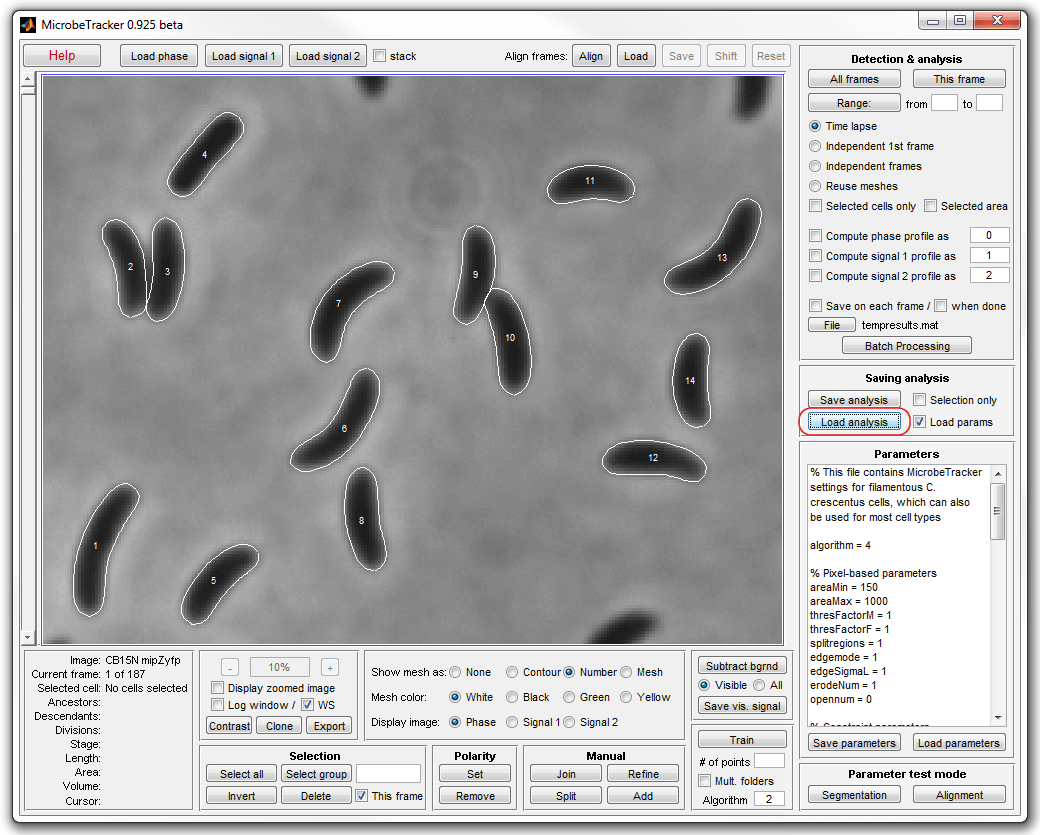 MicrobeTracker 0.925 beta
Help Load phase Load signal 1 Load signal 2 stack Align frames: Align Load Save Shift Reset
4
11
2
3
13
9
7
10
14
6
12
8
1
5
Detection & analysis
All frames This frame
Range: from to
Time lapse
Independent 1st frame
Independent frames
Reuse meshes
Selected cells only Selected area
Compute phase profile as 0
Compute signal 1 profile as 1
Compute signal 2 profile as 2
Save on each frame / when done
File tempresults.mat
Batch Processing
Saving analysis
Save analysis Selection only
Load analysis Load params
Parameters
% This file contains MicrobeTracker
settings for filamentous C.
crescentus cells, which can also
be used for most cell types
algorithm = 4
% Pixel-based parameters
areaMin = 150
areaMax = 1000
thresFactorM = 1
thresFactorF = 1
splitregions = 1
edgemode = 1
edgeSigmaL = 1
erodeNum = 1
opennum = 0
% Constraint parameters
Save parameters Load parameters
Parameter test mode
Segmentation Alignment
Image: CB15N mipZyfp
Current frame: 1 of 187
Selected cell: No cells selected
Ancestors:
Descendants:
Divisions:
Stage:
Length:
Area:
Volume:
Cursor:
- 10% +
Display zoomed image
Log window / WS
Contrast Clone Export
Show mesh as: None Contour Number Mesh
Mesh color: White Black Green Yellow
Display image: Phase Signal 1 Signal 2
Subtract bgrnd
Visible All
Save vis. signal
Selection
Select all Select group
Invert Delete This frame
Polarity
Set
Remove
Manual
Join Refine
Split Add
Train
# of points
Mult. folders
Algorithm 2